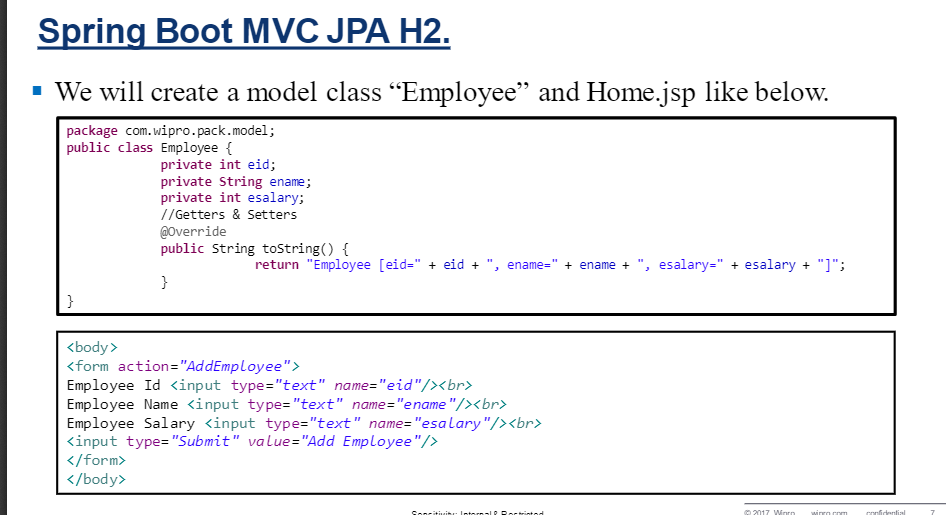 Spring Boot MVC JPA H2.
We will create a model class “Employee” and Home.jsp like below.
package com.wipro.pack.model;
public class Employee {
private int eid;
private String ename;
private int esalary;
//Getters & Setters
@Override
public String toString() {
return "Employee [eid=" + eid + ", ename=" + ename + ", esalary=" + esalary + "]";
}
}
<body>
<form action="AddEmployee">
Employee Id <input type="text" name="eid"/><br>
Employee Name <input type="text" name="ename"/><br>
Employee Salary <input type="text" name="esalary"/><br>
<input type="Submit" value="Add Employee"/>
</form>
</body>
Sensitivity: Internal & Restricted
© 2017 Wipro wipro.com confidential 7